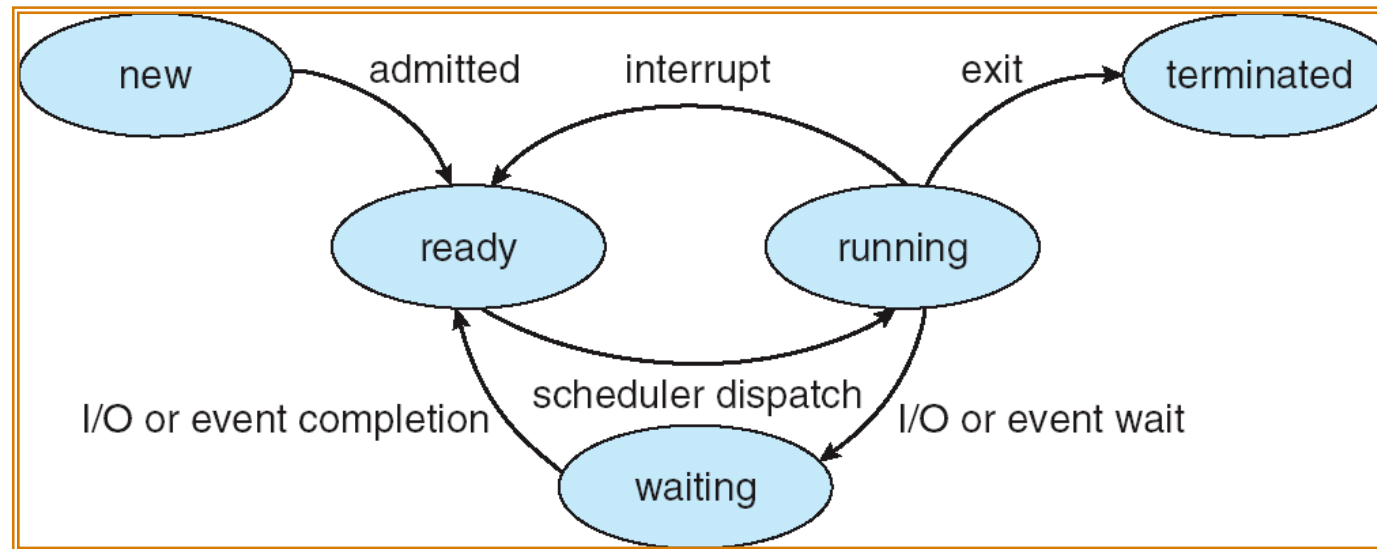 new
admitted
interrupt
exit
terminated
ready
running
scheduler dispatch
I/O or event completion
I/O or event wait
waiting